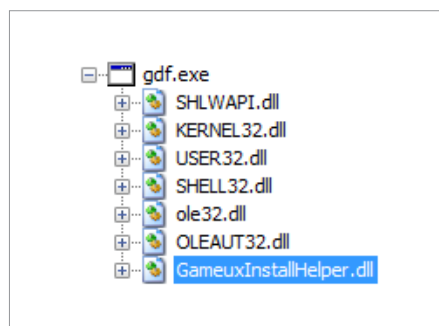 gdf.exe
SHLWAPI.dll
KERNEL32.dll
USER32.dll
SHELL32.dll
ole32.dll
OLEAUT32.dll
GameuxInstallHelper.dll